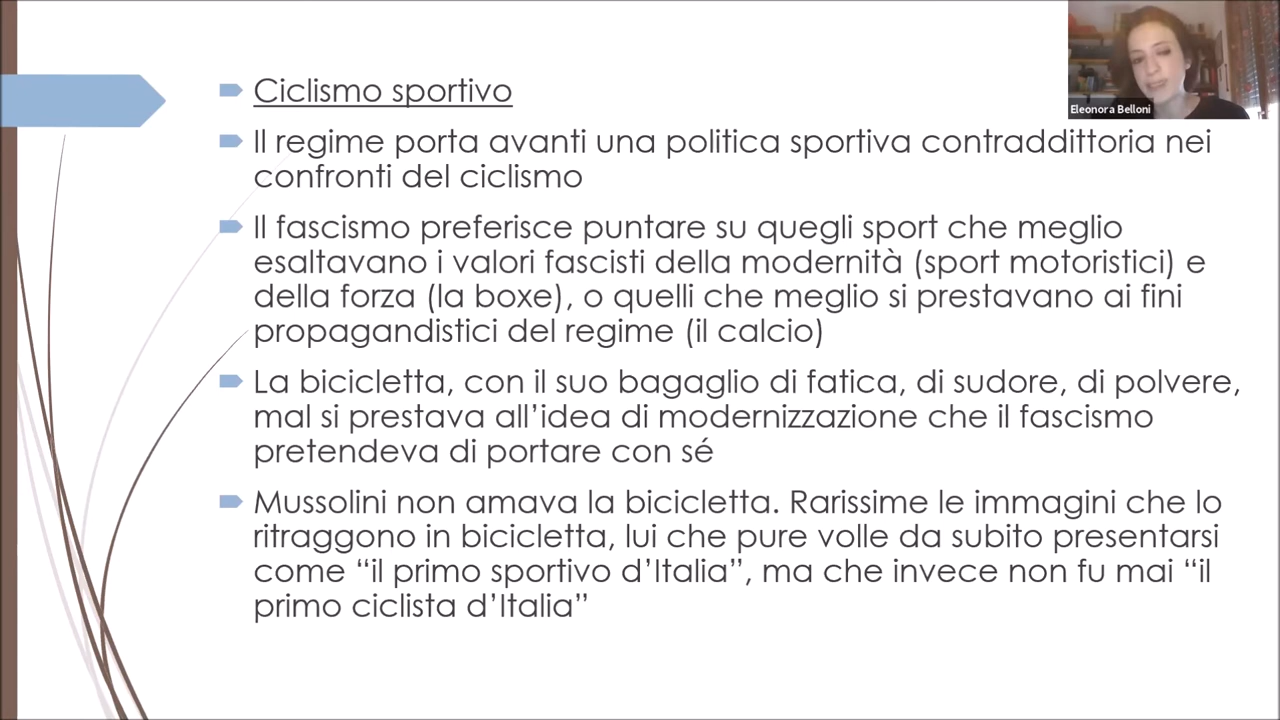 Ciclismo sportivo
Il regime porta avanti una politica sportiva contraddittoria nei
confronti del ciclismo
Il fascismo preferisce puntare su quegli sport che meglio
esaltavano i valori fascisti della modernità (sport motoristici) e
della forza (la boxe), o quelli che meglio si prestavano ai fini
propagandistici del regime (il calcio)
La bicicletta, con il suo bagaglio di fatica, di sudore, di polvere,
mal si prestava all’idea di modernizzazione che il fascismo
pretendeva di portare con sé
Mussolini non amava la bicicletta. Rarissime le immagini che lo
ritraggono in bicicletta, lui che pure volle da subito presentarsi
come “il primo sportivo d’Italia”, ma che invece non fu mai “il
primo ciclista d’Italia”
Eleonora Belloni